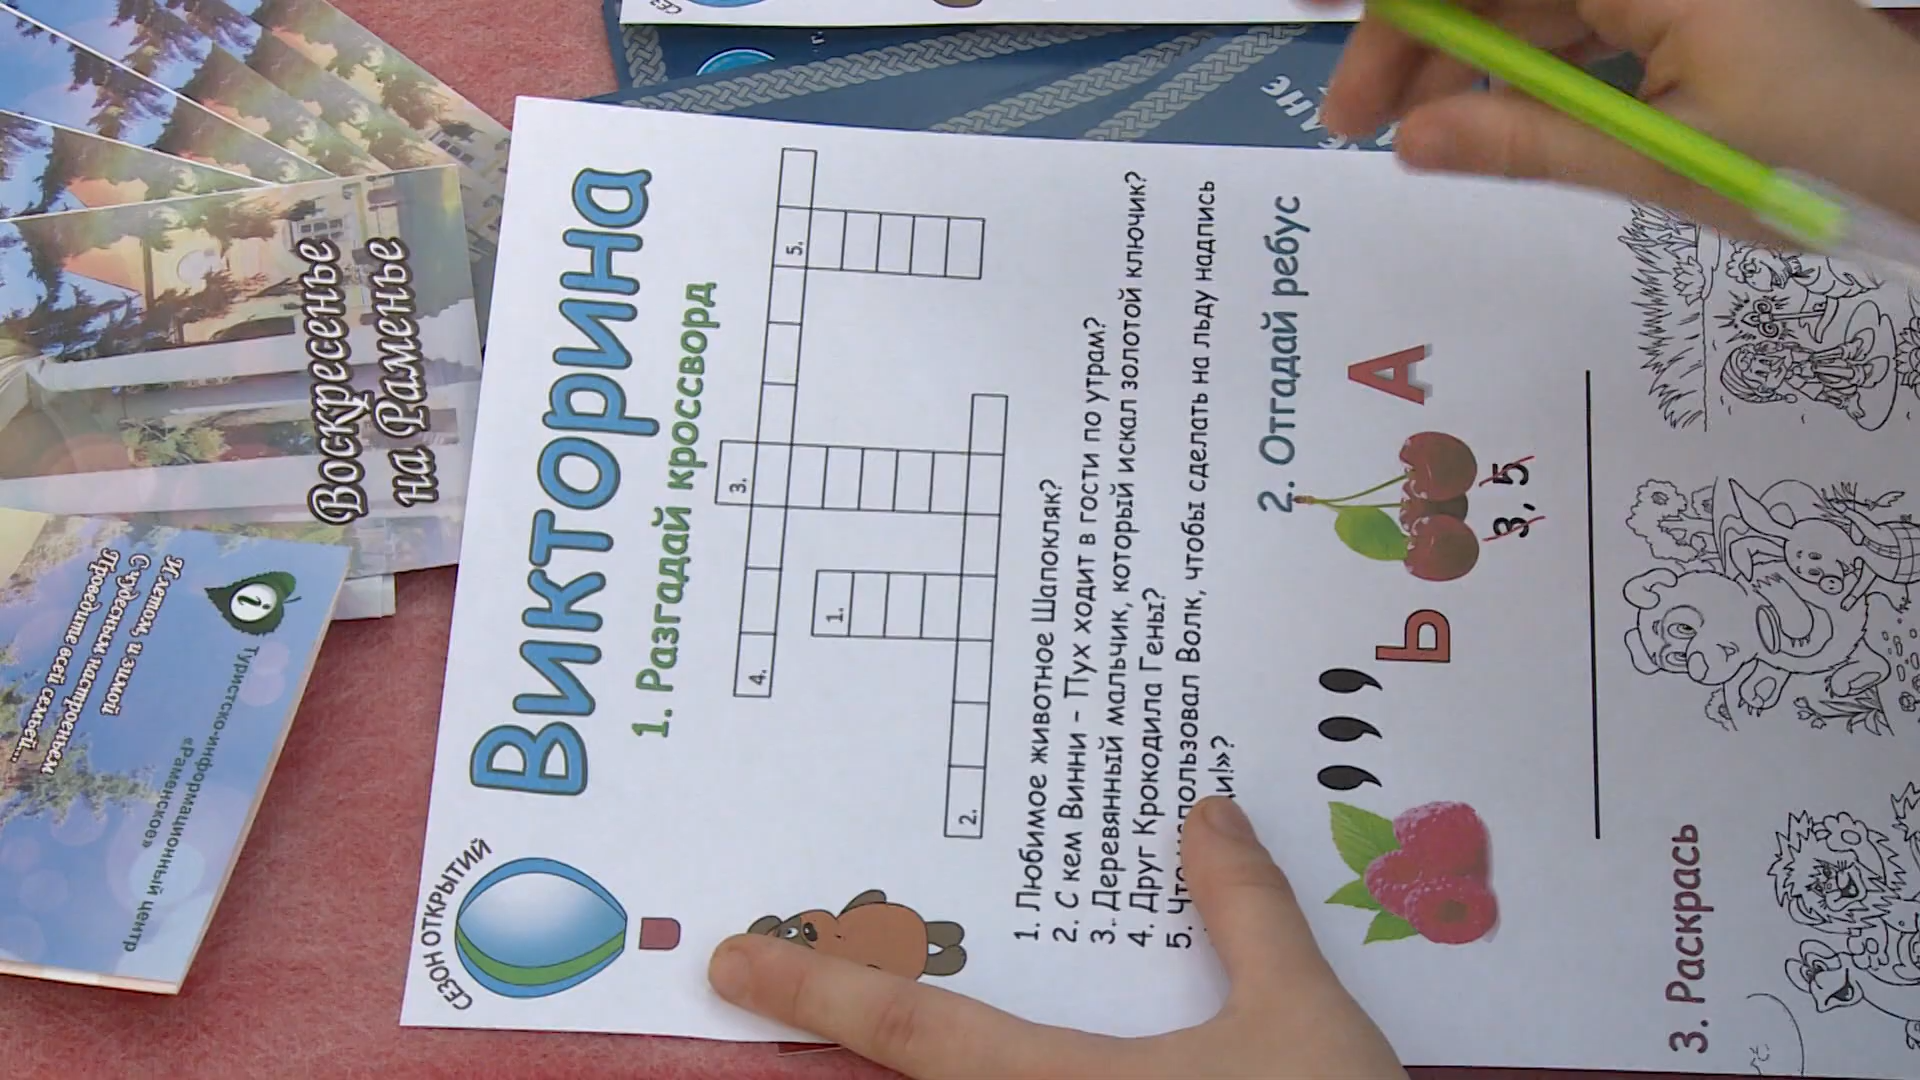 СЕЗОН ОТКРЫТИЙ
Викторина
1. Разгадай кроссворд
3.
4.
5.
1.
2.
1. Любимое животное Шапокляк?
2. С кем Винни - Пух ходит в гости по утрам?
3. Деревянный мальчик, который искал золотой ключик?
4. Друг Крокодила Гены?
5. Что использовал Волк, чтобы сделать на льду надпись
и!»?
2. Отгадай ребус
,,, Ь А
3, 5
3. Раскрась
Воскресенье
на Раменье
И летом, и зимой
С чудесным настроеньем
Проведите всей семьей...
i
Туристско-информационный центр
«Раменское»